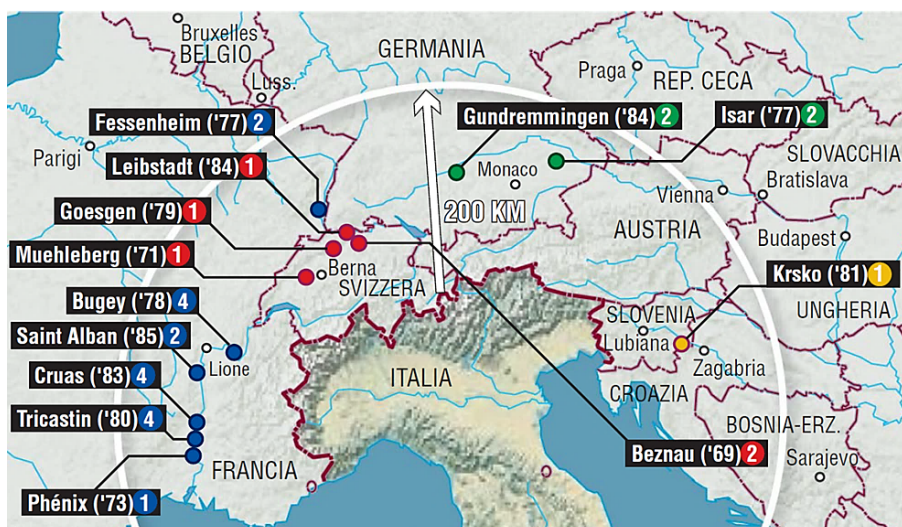 Bruxelles
BELGIO
GERMANIA
Praga
REP. CECA
Luss.
Fessenheim ('77) 2
Gundremmingen ('84) 2
Isar ('77) 2
Parigi
Leibstadt ('84) 1
Monaco
SLOVACCHIA
Vienna
Bratislava
Goesgen ('79) 1
200 KM
AUSTRIA
Budapest
Muehleberg ('71) 1
Berna
SVIZZERA
Krsko ('81) 1
Bugey ('78) 4
UNGHERIA
Saint Alban ('85) 2
SLOVENIA
Lubiana
Lione
Zagabria
Cruas ('83) 4
ITALIA
CROAZIA
Tricastin ('80) 4
BOSNIA-ERZ.
Beznau ('69) 2
Sarajevo
FRANCIA
Phénix ('73) 1